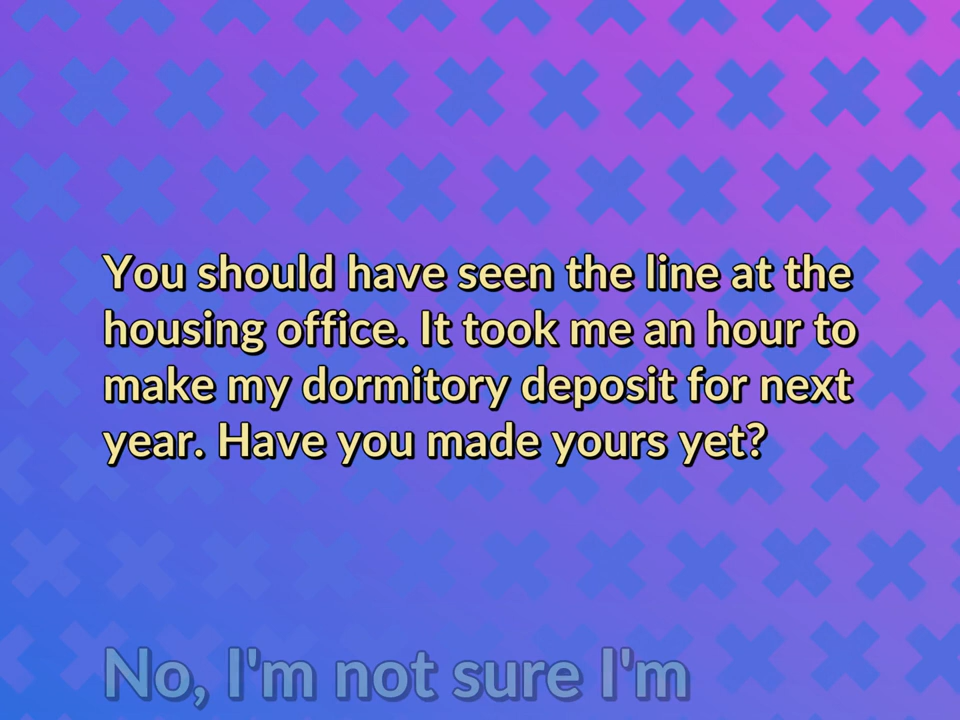 You should have seen the line at the
housing office. It took me an hour to
make my dormitory deposit for next
year. Have you made yours yet?
No, I'm not sure I'm